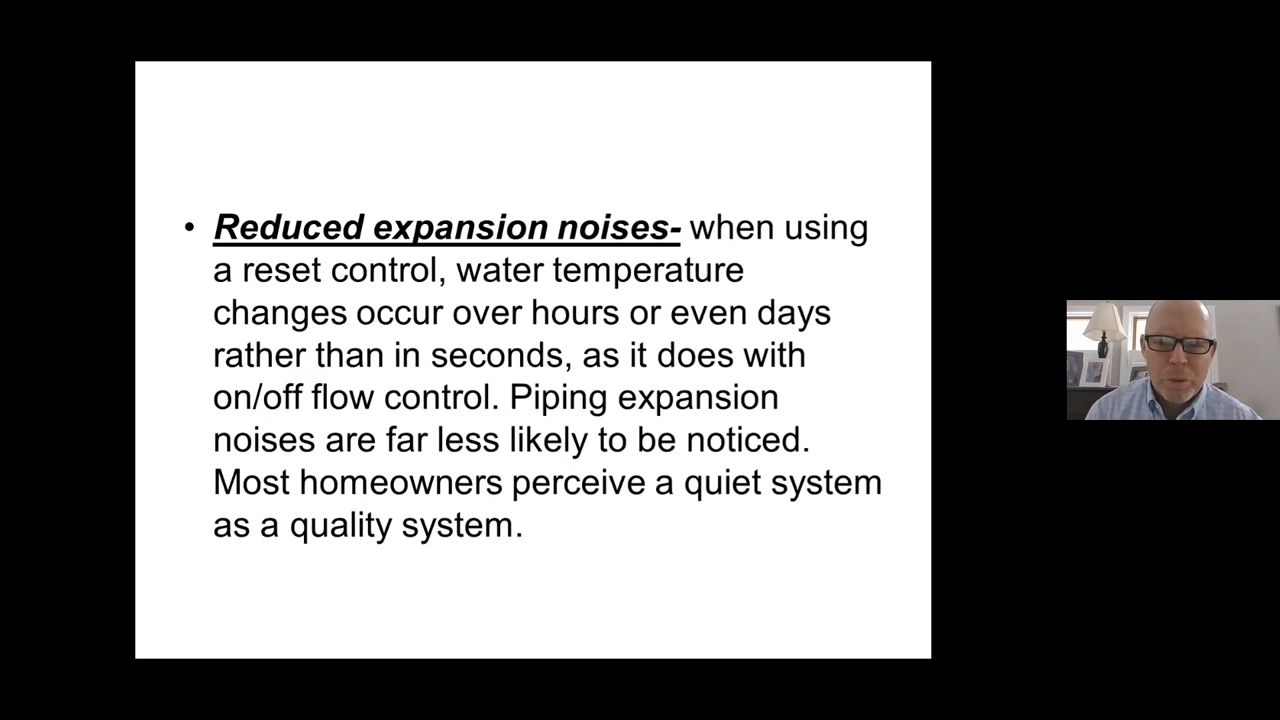 • Reduced expansion noises- when using
a reset control, water temperature
changes occur over hours or even days
rather than in seconds, as it does with
on/off flow control. Piping expansion
noises are far less likely to be noticed.
Most homeowners perceive a quiet system
as a quality system.